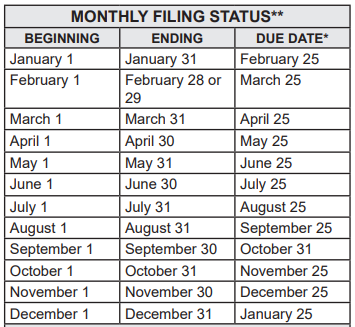 MONTHLY FILING STATUS**
BEGINNING ENDING DUE DATE*
January 1 January 31 February 25
February 1 February 28 or March 25
29
March 1 March 31 April 25
April 1 April 30 May 25
May 1 May 31 June 25
June 1 June 30 July 25
July 1 July 31 August 25
August 1 August 31 September 25
September 1 September 30 October 31
October 1 October 31 November 25
November 1 November 30 December 25
December 1 December 31 January 25